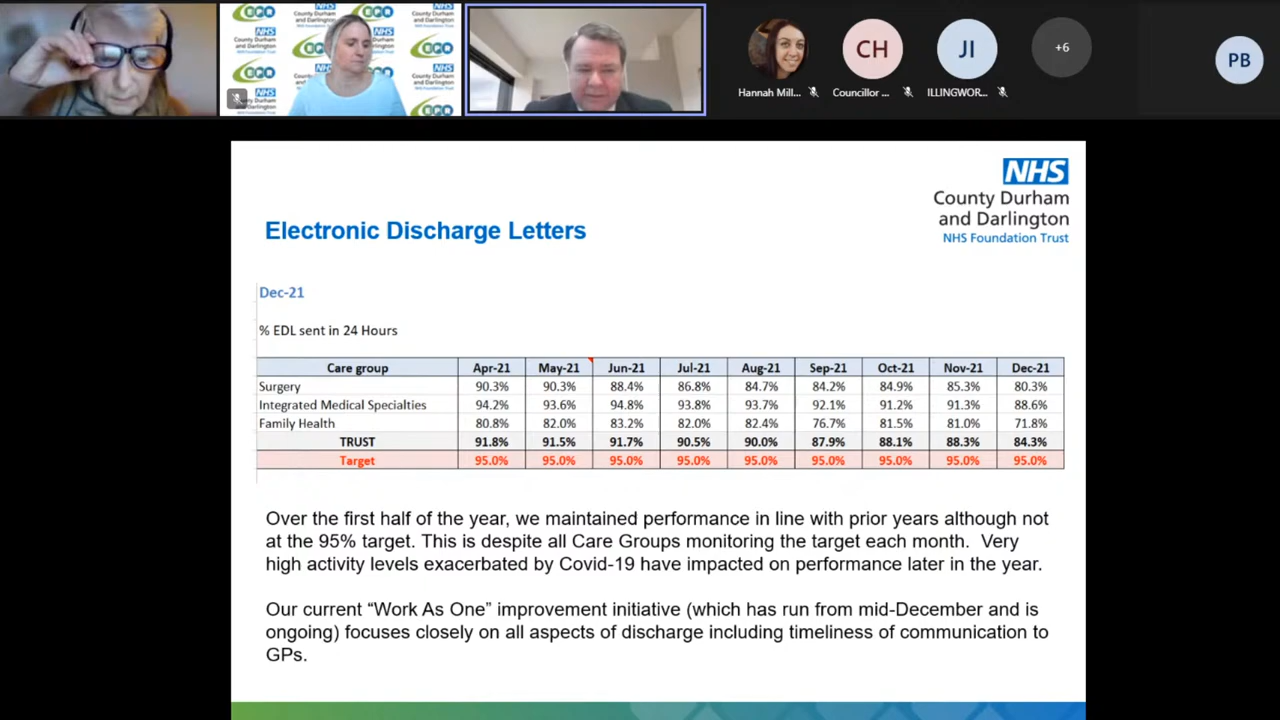 NHS
County Durham
and Darlington
NHS Foundation Trust
CH
JI
+6
PB
Hannah Mill...
Councillor ...
ILLINGWOR...
NHS
County Durham
and Darlington
NHS Foundation Trust
Electronic Discharge Letters
Dec-21
% EDL sent in 24 Hours
Care group Apr-21 May-21 Jun-21 Jul-21 Aug-21 Sep-21 Oct-21 Nov-21 Dec-21
Surgery 90.3% 90.3% 88.4% 86.8% 84.7% 84.2% 84.9% 85.3% 80.3%
Integrated Medical Specialties 94.2% 93.6% 94.8% 93.8% 93.7% 92.1% 91.2% 91.3% 88.6%
Family Health 80.8% 82.0% 83.2% 82.0% 82.4% 76.7% 81.5% 81.0% 71.8%
TRUST 91.8% 91.5% 91.7% 90.5% 90.0% 87.9% 88.1% 88.3% 84.3%
Target 95.0% 95.0% 95.0% 95.0% 95.0% 95.0% 95.0% 95.0% 95.0%
Over the first half of the year, we maintained performance in line with prior years although not
at the 95% target. This is despite all Care Groups monitoring the target each month. Very
high activity levels exacerbated by Covid-19 have impacted on performance later in the year.
Our current “Work As One” improvement initiative (which has run from mid-December and is
ongoing) focuses closely on all aspects of discharge including timeliness of communication to
GPs.